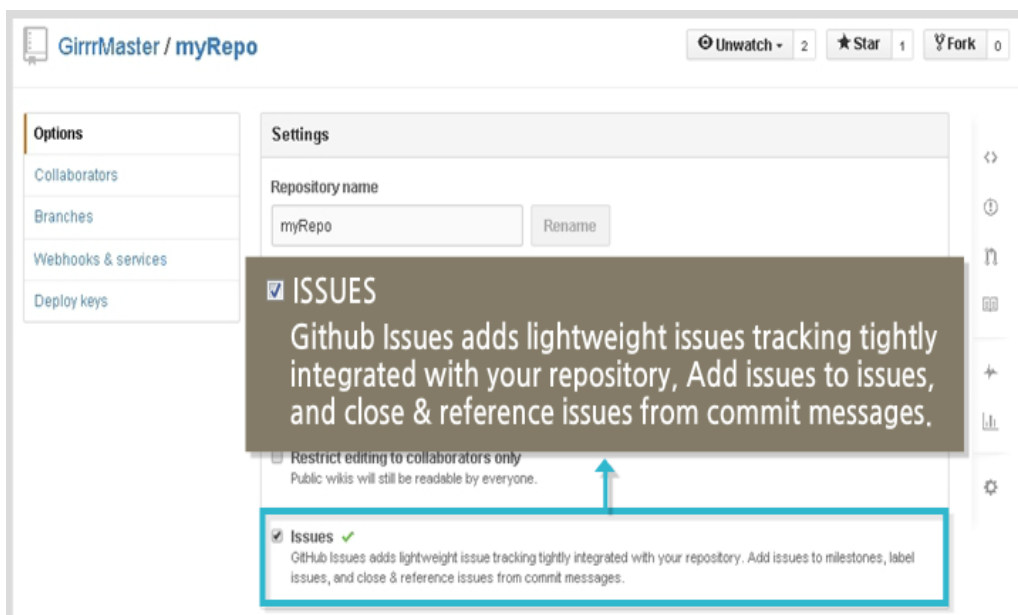 GirrrMaster / myRepo
Unwatch 2 Star 1 Fork 0
Options
Collaborators
Branches
Webhooks & services
Deploy keys
Settings
Repository name
myRepo Rename
ISSUES
Github Issues adds lightweight issues tracking tightly
integrated with your repository, Add issues to issues,
and close & reference issues from commit messages.
Restrict editing to collaborators only
Public wikis will still be readable by everyone.
Issues
GitHub Issues adds lightweight issue tracking tightly integrated with your repository. Add issues to milestones, label
issues, and close & reference issues from commit messages.